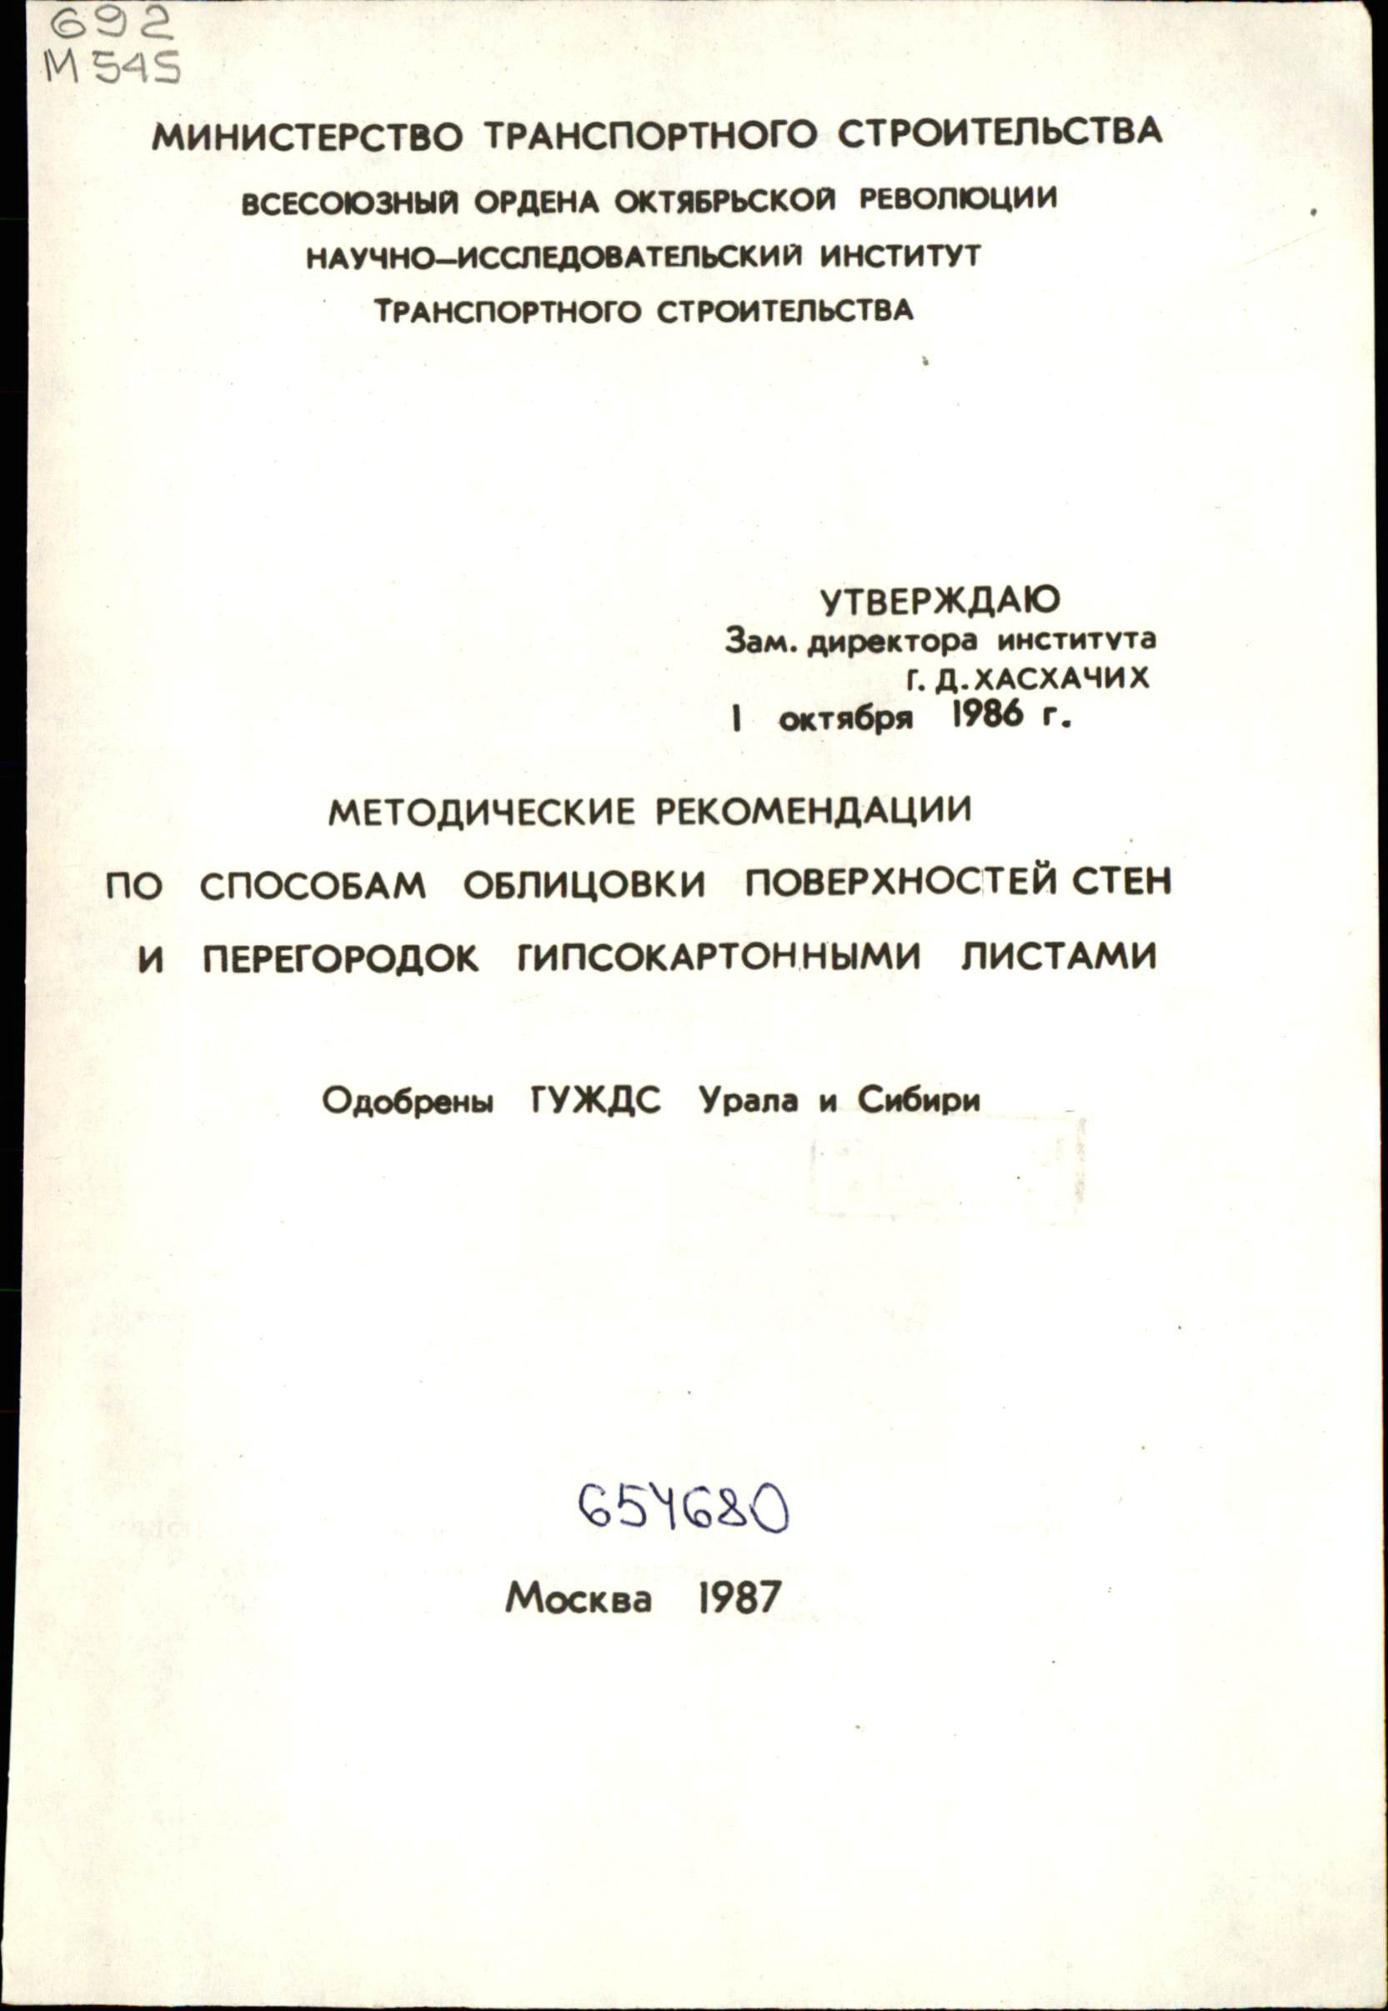 692
М545
МИНИСТЕРСТВО ТРАНСПОРТНОГО СТРОИТЕЛЬСТВА
ВСЕСОЮЗНЫЙ ОРДЕНА ОКТЯБРЬСКОЙ РЕВОЛЮЦИИ
НАУЧНО–ИССЛЕДОВАТЕЛЬСКИЙ ИНСТИТУТ
ТРАНСПОРТНОГО СТРОИТЕЛЬСТВА
УТВЕРЖДАЮ
Зам. директора института
Г. Д. ХАСХАЧИХ
1 октября 1986 г.
МЕТОДИЧЕСКИЕ РЕКОМЕНДАЦИИ
ПО СПОСОБАМ ОБЛИЦОВКИ ПОВЕРХНОСТЕЙ СТЕН
И ПЕРЕГОРОДОК ГИПСОКАРТОННЫМИ ЛИСТАМИ
Одобрены ГУЖДС Урала и Сибири
654680
Москва 1987